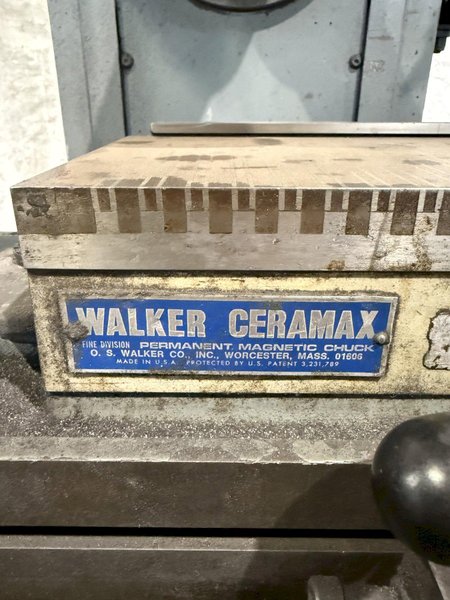 WALKER CERAMAX
FINE DIVISION PERMANENT MAGNETIC CHUCK
O. S. WALKER CO., INC., WORCESTER, MASS. 01606
MADE IN U.S.A. PROTECTED BY U.S. PATENT 3,231,789